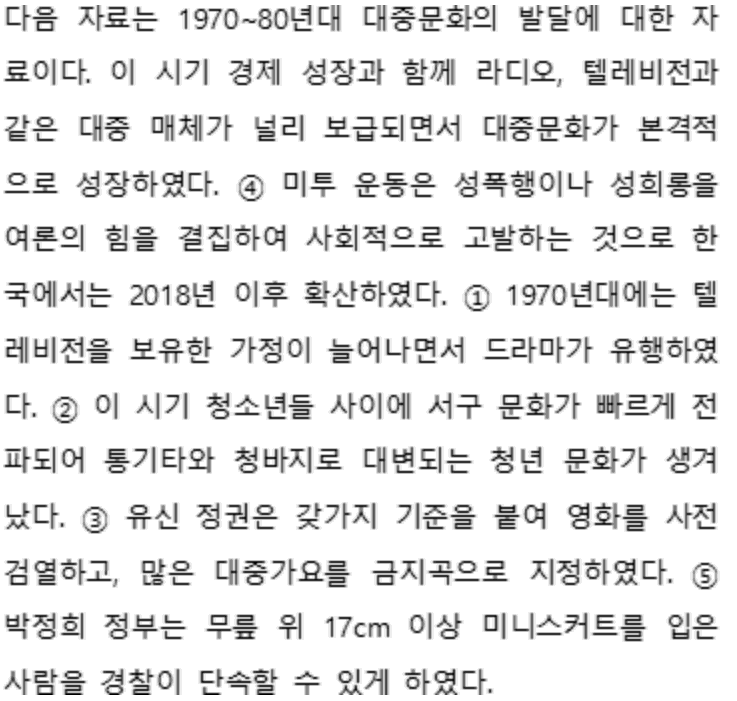 다음 자료는 1970~80년대 대중문화의 발달에 대한 자
료이다. 이 시기 경제 성장과 함께 라디오, 텔레비전과
같은 대중 매체가 널리 보급되면서 대중문화가 본격적
으로 성장하였다. ④ 미투 운동은 성폭행이나 성희롱을
여론의 힘을 결집하여 사회적으로 고발하는 것으로 한
국에서는 2018년 이후 확산하였다. ① 1970년대에는 텔
레비전을 보유한 가정이 늘어나면서 드라마가 유행하였
다. ② 이 시기 청소년들 사이에 서구 문화가 빠르게 전
파되어 통기타와 청바지로 대변되는 청년 문화가 생겨
났다. ③ 유신 정권은 갖가지 기준을 붙여 영화를 사전
검열하고, 많은 대중가요를 금지곡으로 지정하였다. ⑤
박정희 정부는 무릎 위 17cm 이상 미니스커트를 입은
사람을 경찰이 단속할 수 있게 하였다.